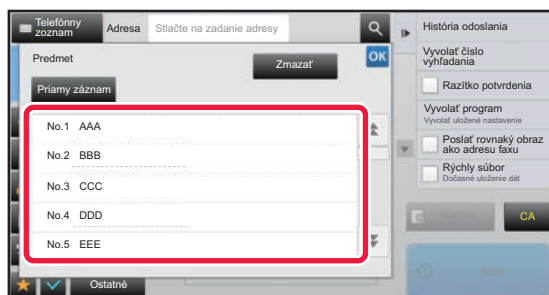 Telefónny
zoznam
Adresa
Stlačte na zadanie adresy
Predmet
Zmazať
OK
Priamy záznam
No.1 AAA
No.2 BBB
No.3 CCC
No.4 DDD
No.5 EEE
Ostatné
História odoslania
Vyvolať číslo
vyhľadania
Razítko potvrdenia
Vyvolať program
Vyvolať uložené nastavenie
Poslať rovnaký obraz
ako adresu faxu
Rýchly súbor
Dočasné uloženie dát
CA